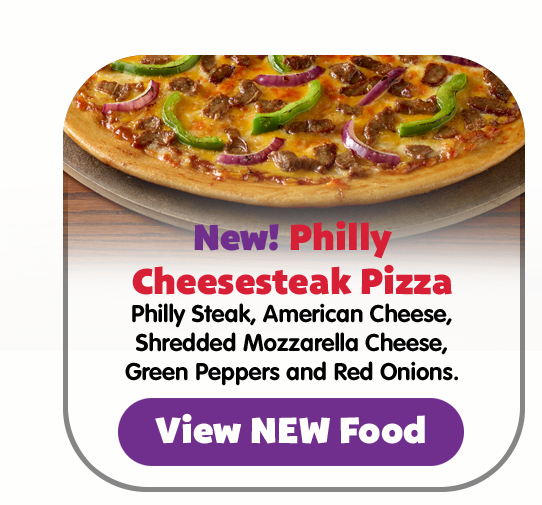 New! Philly
Cheesesteak Pizza
Philly Steak, American Cheese,
Shredded Mozzarella Cheese,
Green Peppers and Red Onions.
View NEW Food